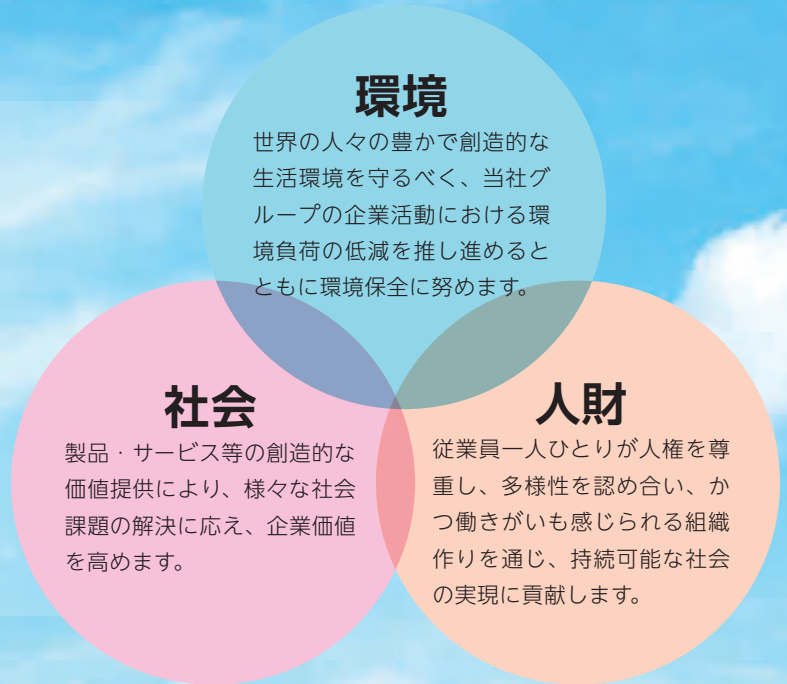 環境
世界の人々の豊かで創造的な
生活環境を守るべく、当社グ
ループの企業活動における環
境負荷の低減を推し進めると
ともに環境保全に努めます。
社会
製品・サービス等の創造的な
価値提供により、様々な社会
課題の解決に応え、企業価値
を高めます。
人財
従業員一人ひとりが人権を尊
重し、多様性を認め合い、か
つ働きがいも感じられる組織
作りを通じ、持続可能な社会
の実現に貢献します。